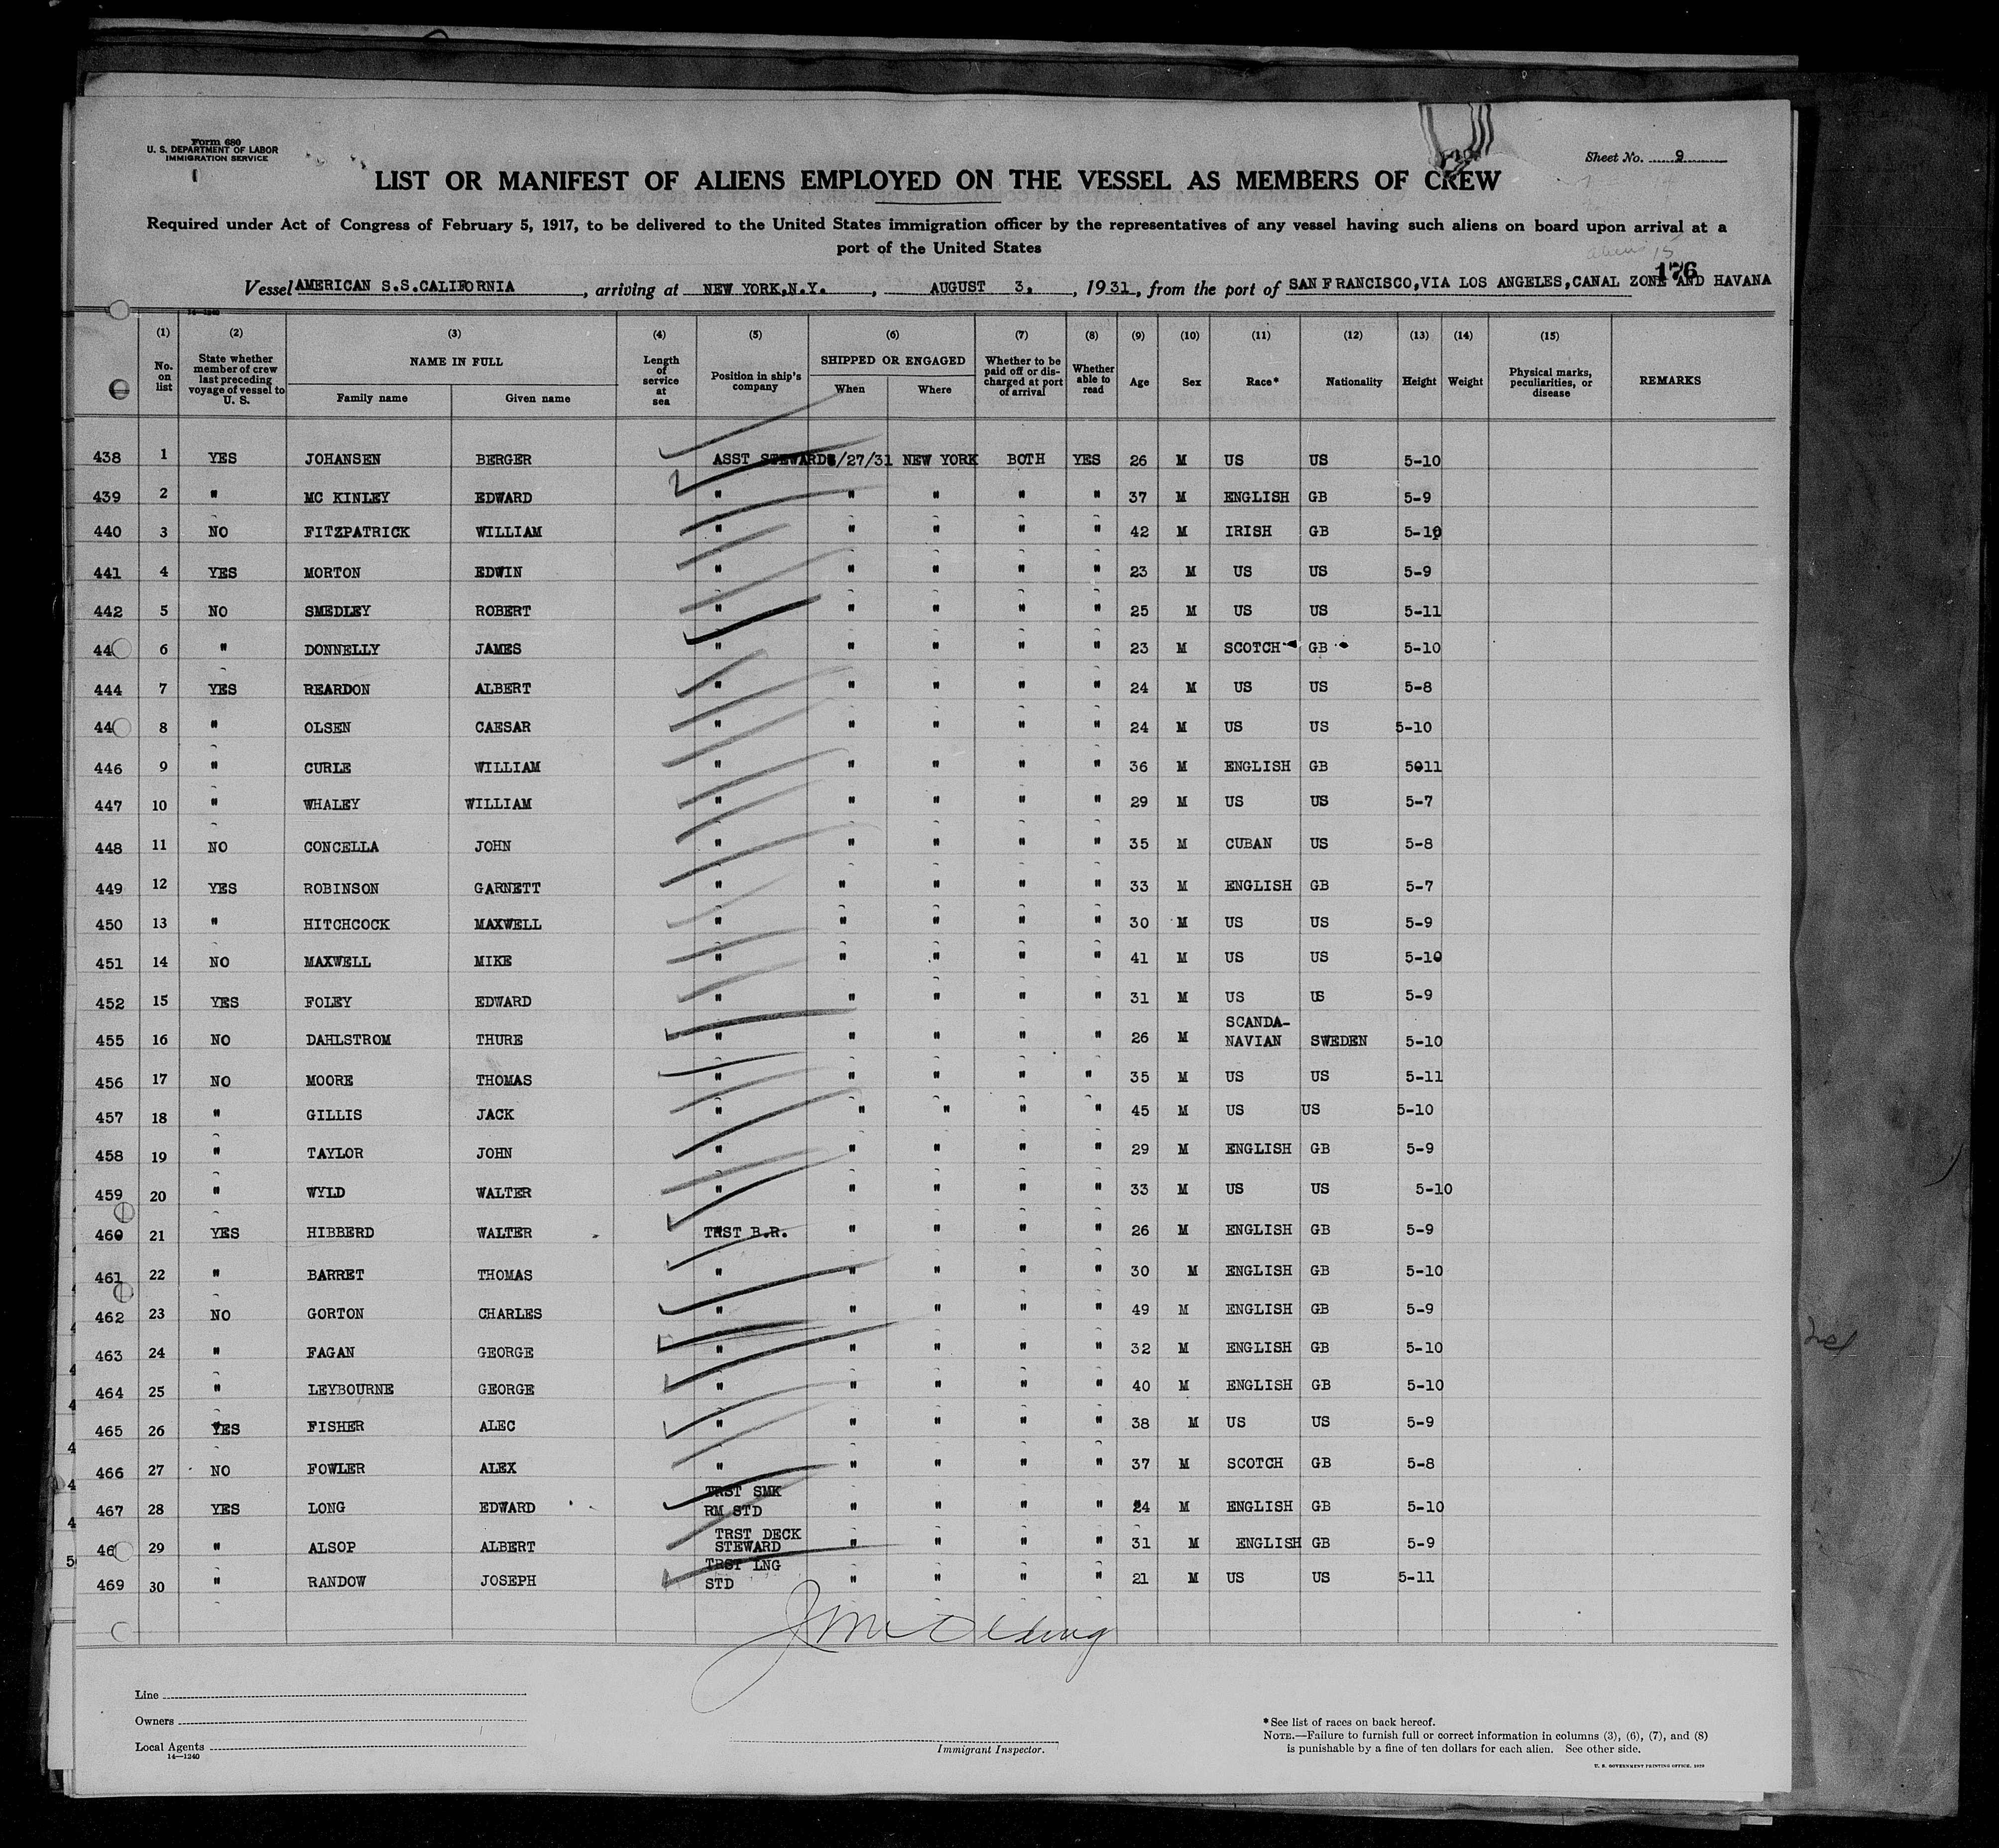 Form 680
U. S. DEPARTMENT OF LABOR
IMMIGRATION SERVICE
Sheet No. 9
LIST OR MANIFEST OF ALIENS EMPLOYED ON THE VESSEL AS MEMBERS OF CREW
Required under Act of Congress of February 5, 1917, to be delivered to the United States immigration officer by the representatives of any vessel having such aliens on board upon arrival at a
port of the United States
176
Vessel AMERICAN S.S.CALIFORNIA, arriving at NEW YORK,N.Y., AUGUST 3., 1931, from the port of SAN FRANCISCO,VIA LOS ANGELES,CANAL ZONE AND HAVANA
14-1240
(1) (2) (3) (4) (5) (6) (7) (8) (9) (10) (11) (12) (13) (14) (15)
No. on list State whether member of crew last preceding voyage of vessel to U. S. NAME IN FULL Family name Given name Length of service at sea Position in ship's company SHIPPED OR ENGAGED When Where Whether to be paid off or discharged at port of arrival Whether able to read Age Sex Race* Nationality Height Weight Physical marks, peculiarities, or disease REMARKS
438 1 YES JOHANSEN BERGER ASST STEWARD 6/27/31 NEW YORK BOTH YES 26 M US US 5-10
439 2 " MC KINLEY EDWARD " " " " " 37 M ENGLISH GB 5-9
440 3 NO FITZPATRICK WILLIAM " " " " " 42 M IRISH GB 5-10
441 4 YES MORTON EDWIN " " " " " 23 M US US 5-9
442 5 NO SMEDLEY ROBERT " " " " " 25 M US US 5-11
44 6 " DONNELLY JAMES " " " " " 23 M SCOTCH GB 5-10
444 7 YES REARDON ALBERT " " " " " 24 M US US 5-8
44 8 " OLSEN CAESAR " " " " " 24 M US US 5-10
446 9 " CURLE WILLIAM " " " " " 36 M ENGLISH GB 5011
447 10 " WHALEY WILLIAM " " " " " 29 M US US 5-7
448 11 NO CONCELLA JOHN " " " " " 35 M CUBAN US 5-8
449 12 YES ROBINSON GARNETT " " " " " 33 M ENGLISH GB 5-7
450 13 " HITCHCOCK MAXWELL " " " " " 30 M US US 5-9
451 14 NO MAXWELL MIKE " " " " " 41 M US US 5-10
452 15 YES FOLEY EDWARD " " " " " 31 M US US 5-9
455 16 NO DAHLSTROM THURE " " " " " 26 M SCANDA-NAVIAN SWEDEN 5-10
456 17 NO MOORE THOMAS " " " " " 35 M US US 5-11
457 18 " GILLIS JACK " " " " " 45 M US US 5-10
458 19 " TAYLOR JOHN " " " " " 29 M ENGLISH GB 5-9
459 20 " WYLD WALTER " " " " " 33 M US US 5-10
460 21 YES HIBBERD WALTER TRST B.R. " " " " 26 M ENGLISH GB 5-9
461 22 " BARRET THOMAS " " " " " 30 M ENGLISH GB 5-10
462 23 NO GORTON CHARLES " " " " " 49 M ENGLISH GB 5-9
463 24 " FAGAN GEORGE " " " " " 32 M ENGLISH GB 5-10
464 25 " LEYBOURNE GEORGE " " " " " 40 M ENGLISH GB 5-10
465 26 YES FISHER ALEC " " " " " 38 M US US 5-9
466 27 NO FOWLER ALEX " " " " " 37 M SCOTCH GB 5-8
467 28 YES LONG EDWARD TRST SMK RM STD " " " " 24 M ENGLISH GB 5-10
46 29 " ALSOP ALBERT TRST DECK STEWARD " " " " 31 M ENGLISH GB 5-9
469 30 " RANDOW JOSEPH TRST LNG STD " " " " 21 M US US 5-11
Line
Owners
Local Agents
14—1240
Immigrant Inspector.
*See list of races on back hereof.
NOTE.—Failure to furnish full or correct information in columns (3), (6), (7), and (8)
is punishable by a fine of ten dollars for each alien. See other side.
U. S. GOVERNMENT PRINTING OFFICE